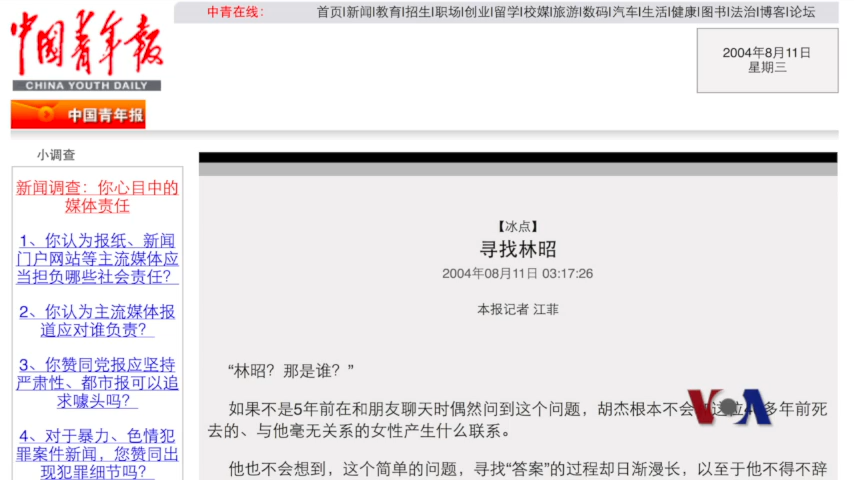 中青在线: 首页|新闻|教育|招生|职场|创业|留学|校媒|旅游|数码|汽车|生活|健康|图书|法治|博客|论坛
中国青年报
CHINA YOUTH DAILY
中国青年报
2004年8月11日
星期三
小调查
新闻调查：你心目中的
媒体责任
1、你认为报纸、新闻
门户网站等主流媒体应
当担负哪些社会责任？
2、你认为主流媒体报
道应对谁负责？
3、你赞同党报应坚持
严肃性、都市报可以追
求噱头吗？
4、对于暴力、色情犯
罪案件新闻，您赞同出
现犯罪细节吗？
【冰点】
寻找林昭
2004年08月11日 03:17:26
本报记者 江菲
“林昭？那是谁？”
如果不是5年前在和朋友聊天时偶然问到这个问题，胡杰根本不会 这位4 多年前死
去的、与他毫无关系的女性产生什么联系。
他也不会想到，这个简单的问题，寻找“答案”的过程却日渐漫长，以至于他不得不辞
VOA